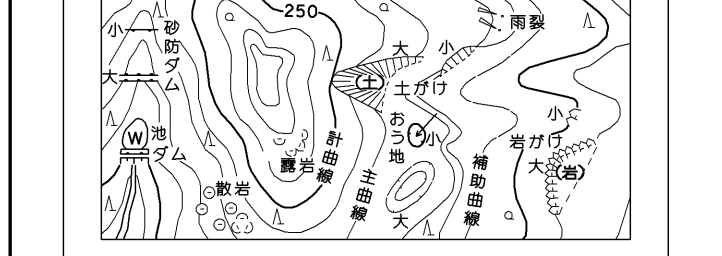 250
雨裂
小
砂防ダム
大
大
小
(土)
土がけ
おう地
小
小
岩がけ
大
(岩)
W
池
ダム
計曲線
露岩
主曲線
補助曲線
散岩
大